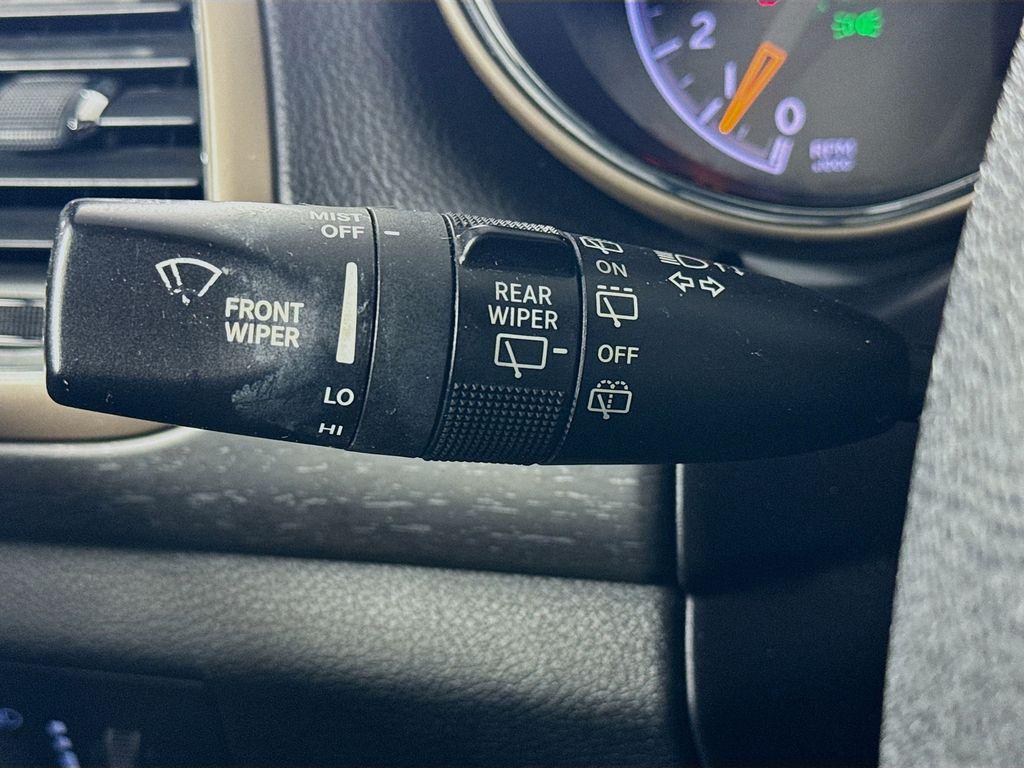 MIST
OFF
FRONT
WIPER
LO
HI
REAR
WIPER
ON
OFF
2
1
0
RPM